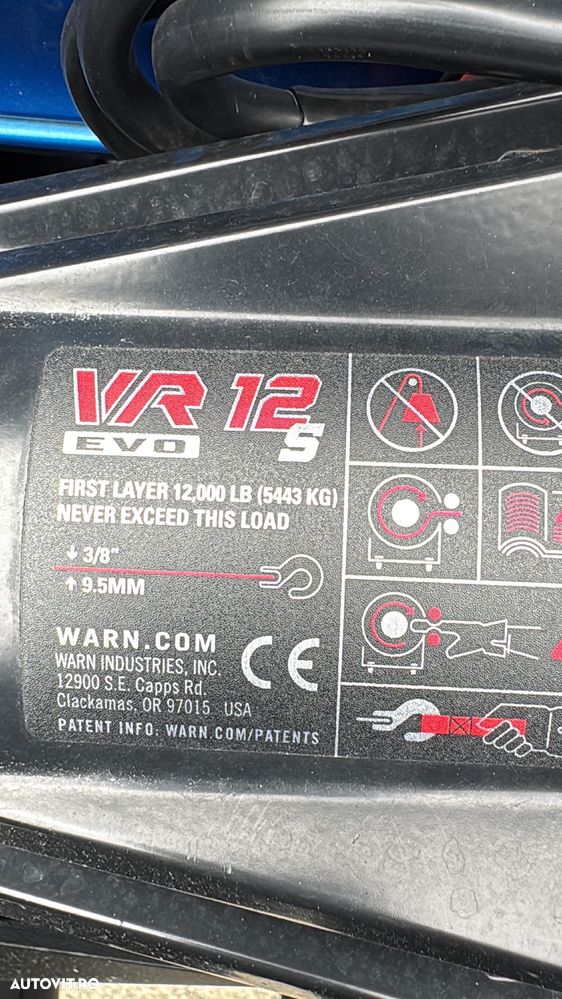 VR 12
EVO S
FIRST LAYER 12,000 LB (5443 KG)
NEVER EXCEED THIS LOAD
↓ 3/8"
↑ 9.5MM
WARN.COM
WARN INDUSTRIES, INC.
12900 S.E. Capps Rd.
Clackamas, OR 97015 USA
CE
PATENT INFO: WARN.COM/PATENTS
AUTOVIT.RO